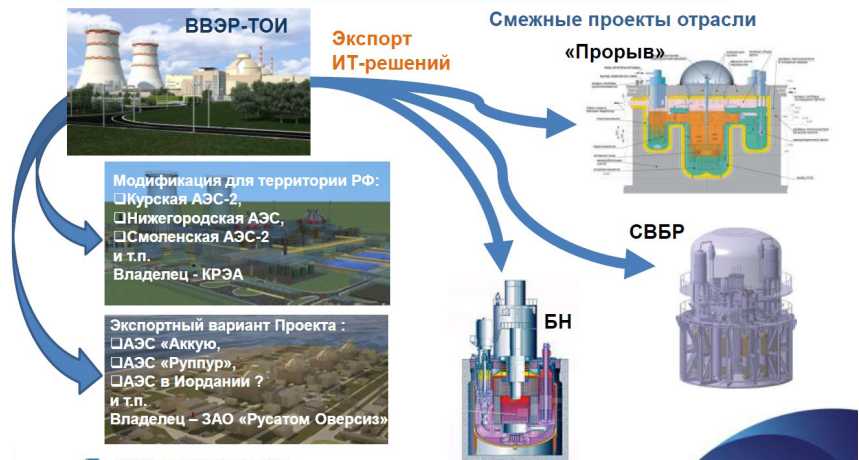 ВВЭР-ТОИ
Экспорт
ИТ-решений
Смежные проекты отрасли
«Прорыв»
Модификация для территории РФ:
❑Курская АЭС-2,
❑Нижегородская АЭС,
❑Смоленская АЭС-2
и т.п.
Владелец - КРЭА
СВБР
БН
Экспортный вариант Проекта :
❑АЭС «Аккую,
❑АЭС «Руппур»,
❑АЭС в Иордании ?
и т.п.
Владелец – ЗАО «Русатом Оверсиз»